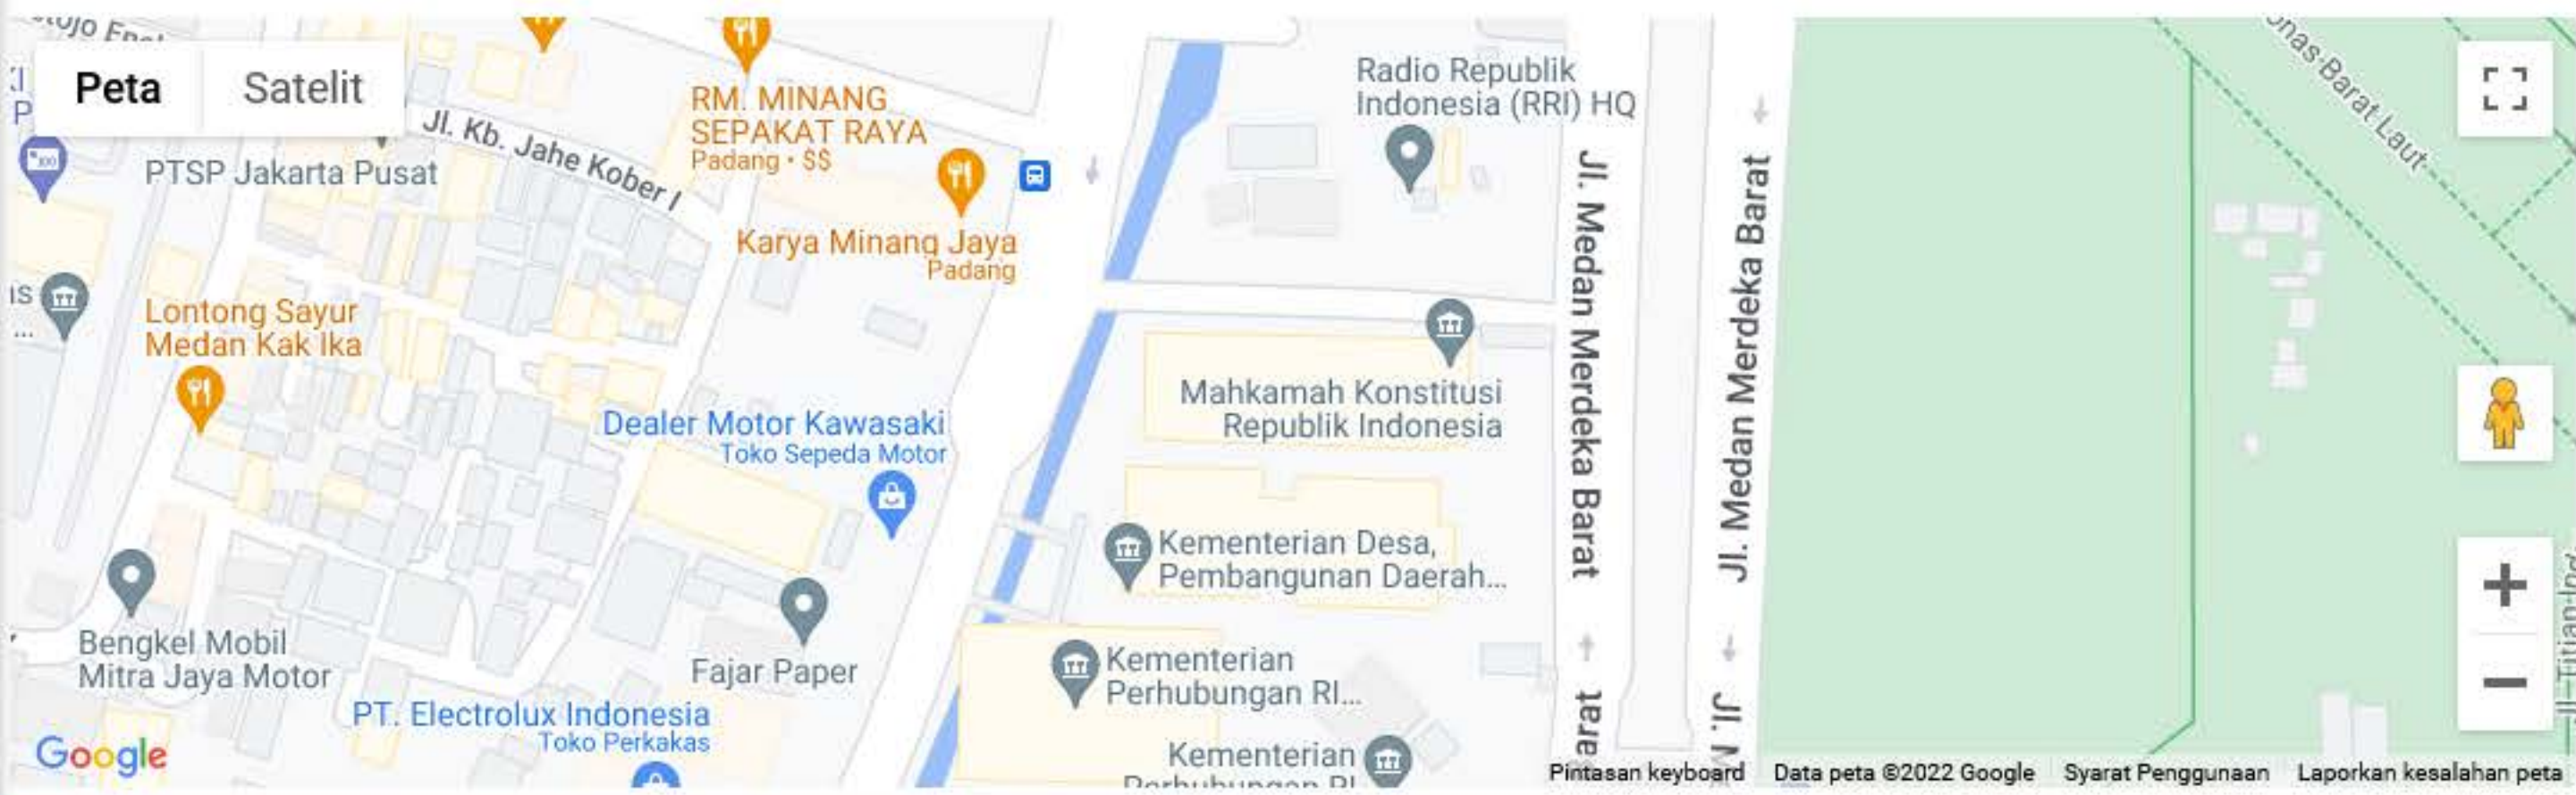 Peta
Satelit
Jl. Kb. Jahe Kober I
PTSP Jakarta Pusat
RM. MINANG
SEPAKAT RAYA
Padang • $$
Karya Minang Jaya
Padang
Radio Republik
Indonesia (RRI) HQ
Jl. Medan Merdeka Barat
Jl. Medan Merdeka Barat
Lontong Sayur
Medan Kak Ika
Dealer Motor Kawasaki
Toko Sepeda Motor
Mahkamah Konstitusi
Republik Indonesia
Kementerian Desa,
Pembangunan Daerah...
Bengkel Mobil
Mitra Jaya Motor
Fajar Paper
Kementerian
Perhubungan RI...
PT. Electrolux Indonesia
Toko Perkakas
Kementerian
Perhubungan RI
Google
Pintasan keyboard
Data peta ©2022 Google
Syarat Penggunaan
Laporkan kesalahan peta